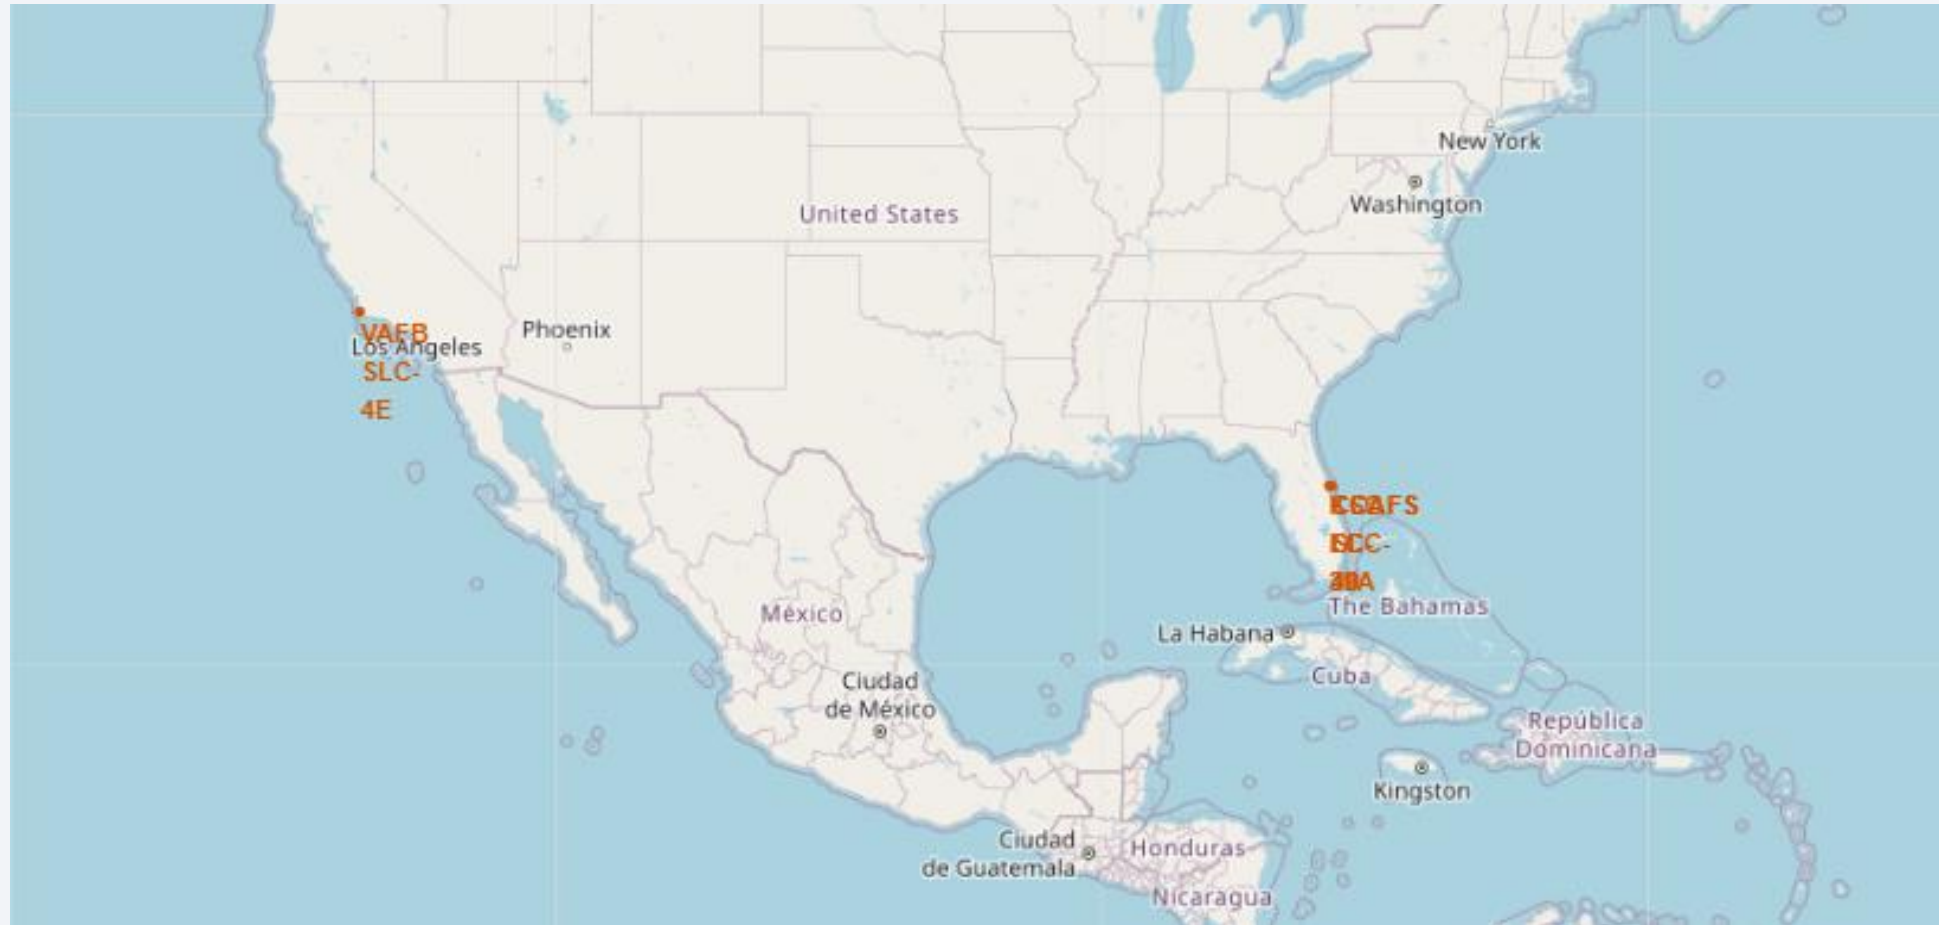 New York
Washington
United States
VAFB
Los Angeles
SLC-
4E
Phoenix
México
The Bahamas
La Habana
Cuba
Ciudad
de México
República
Dominicana
Kingston
Ciudad
de Guatemala
Honduras
Nicaragua